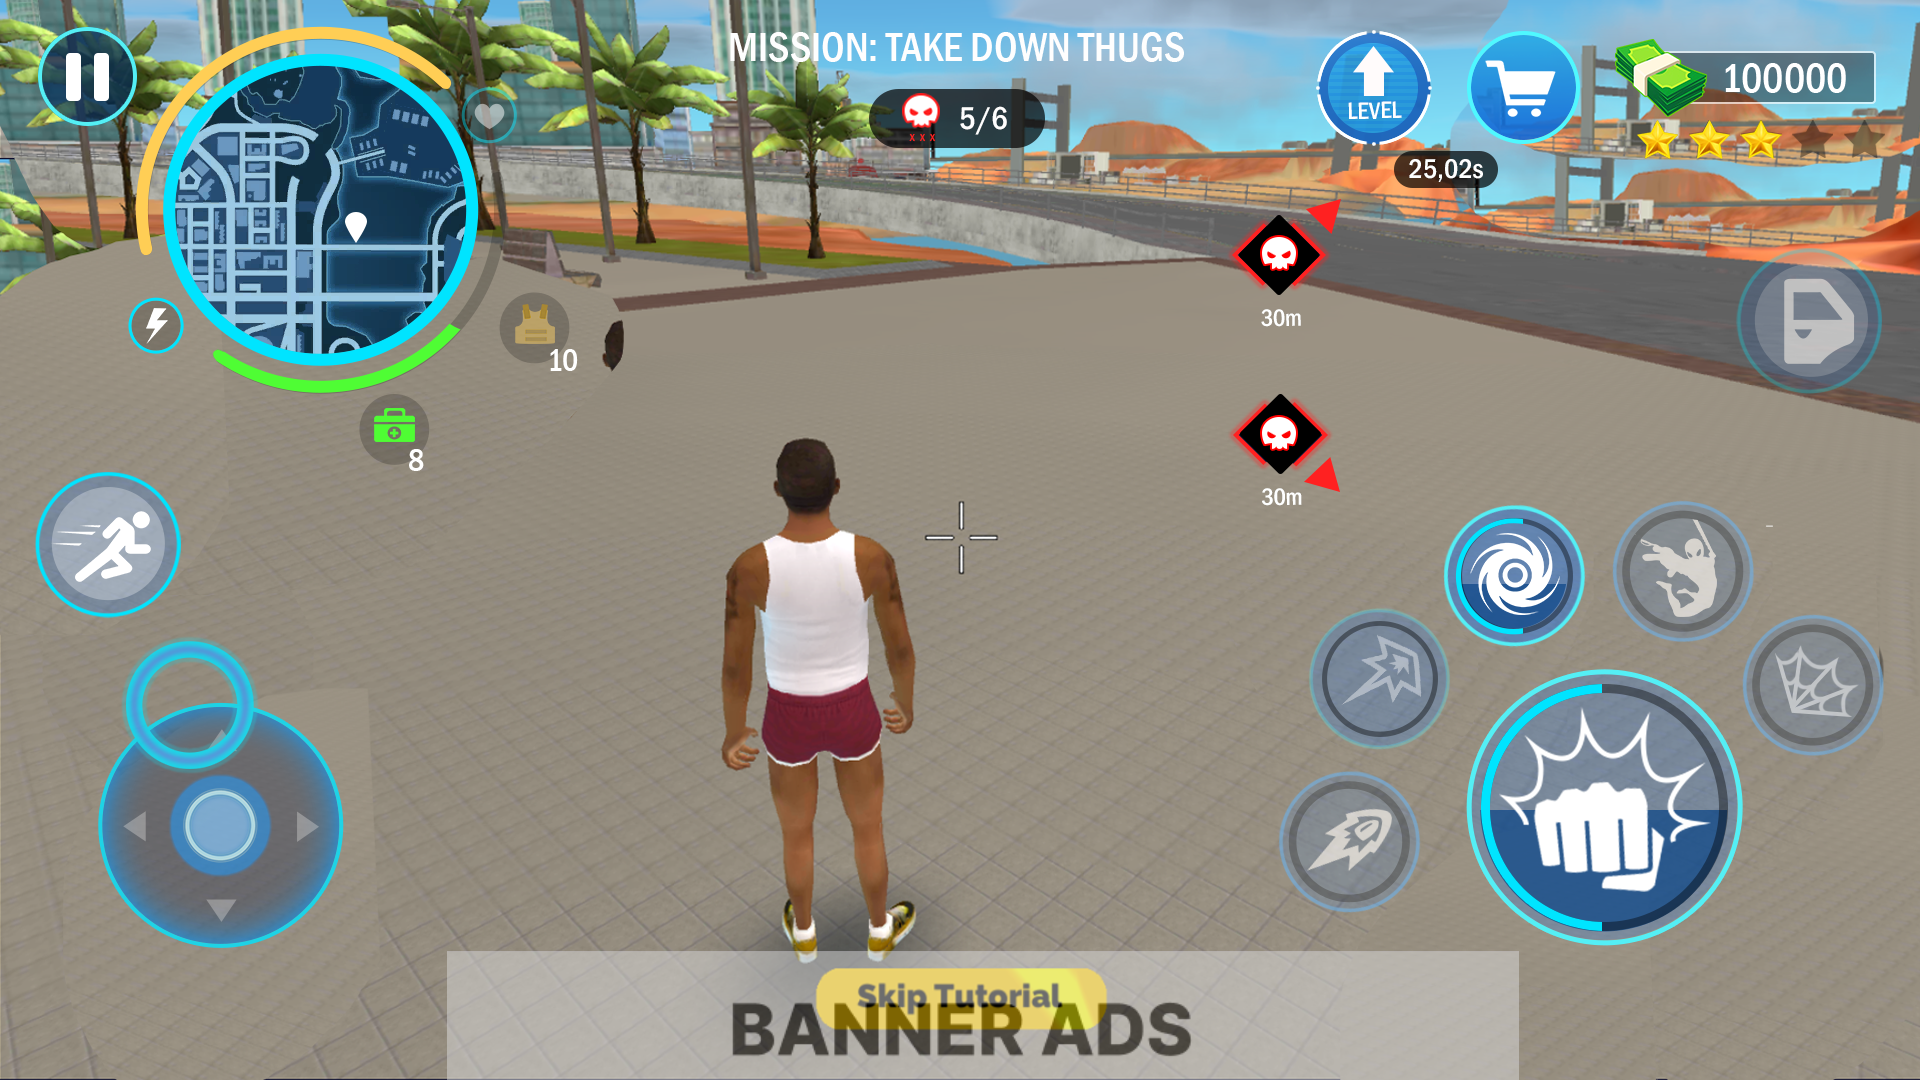 MISSION: TAKE DOWN THUGS
5/6
x x x
LEVEL
25,02s
100000
30m
10
8
30m
Skip Tutorial
BANNER ADS